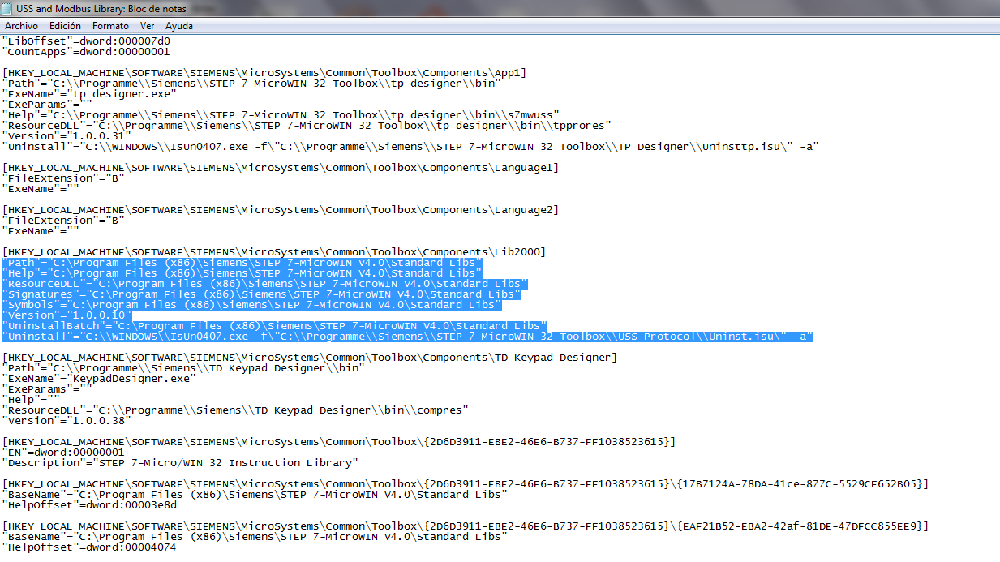 USS and Modbus Library: Bloc de notas
Archivo Edición Formato Ver Ayuda
"LibOffset"=dword:000007d0
"CountApps"=dword:00000001
[HKEY_LOCAL_MACHINE\SOFTWARE\SIEMENS\MicroSystems\Common\Toolbox\Components\App1]
"Path"="C:\\Programme\\Siemens\\STEP 7-MicroWIN 32 Toolbox\\tp designer\\bin"
"ExeName"="tp designer.exe"
"ExeParams"=""
"Help"="C:\\Programme\\Siemens\\STEP 7-MicroWIN 32 Toolbox\\tp designer\\bin\\s7mwuss"
"ResourceDLL"="C:\\Programme\\Siemens\\STEP 7-MicroWIN 32 Toolbox\\tp designer\\bin\\tpprores"
"Version"="1.0.0.31"
"Uninstall"="C:\\WINDOWS\\IsUn0407.exe -f\"C:\\Programme\\Siemens\\STEP 7-MicroWIN 32 Toolbox\\TP Designer\\Uninsttp.isu\" -a"
[HKEY_LOCAL_MACHINE\SOFTWARE\SIEMENS\MicroSystems\Common\Toolbox\Components\Language1]
"FileExtension"="B"
"ExeName"=""
[HKEY_LOCAL_MACHINE\SOFTWARE\SIEMENS\MicroSystems\Common\Toolbox\Components\Language2]
"FileExtension"="B"
"ExeName"=""
[HKEY_LOCAL_MACHINE\SOFTWARE\SIEMENS\MicroSystems\Common\Toolbox\Components\Lib2000]
"Path"="C:\Program Files (x86)\Siemens\STEP 7-MicroWIN V4.0\Standard Libs"
"Help"="C:\Program Files (x86)\Siemens\STEP 7-MicroWIN V4.0\Standard Libs"
"ResourceDLL"="C:\Program Files (x86)\Siemens\STEP 7-MicroWIN V4.0\Standard Libs"
"Signatures"="C:\Program Files (x86)\Siemens\STEP 7-MicroWIN V4.0\Standard Libs"
"Symbols"="C:\Program Files (x86)\Siemens\STEP 7-MicroWIN V4.0\Standard Libs"
"Version"="1.0.0.10"
"UninstallBatch"="C:\Program Files (x86)\Siemens\STEP 7-MicroWIN V4.0\Standard Libs"
"Uninstall"="C:\\WINDOWS\\IsUn0407.exe -f\"C:\\Programme\\Siemens\\STEP 7-MicroWIN 32 Toolbox\\USS Protocol\\Uninst.isu\" -a"
[HKEY_LOCAL_MACHINE\SOFTWARE\SIEMENS\MicroSystems\Common\Toolbox\Components\TD Keypad Designer]
"Path"="C:\\Programme\\Siemens\\TD Keypad Designer\\bin"
"ExeName"="KeypadDesigner.exe"
"ExeParams"=""
"Help"=""
"ResourceDLL"="C:\\Programme\\Siemens\\TD Keypad Designer\\bin\\compres"
"Version"="1.0.0.38"
[HKEY_LOCAL_MACHINE\SOFTWARE\SIEMENS\MicroSystems\Common\Toolbox\{2D6D3911-EBE2-46E6-B737-FF1038523615}]
"EN"=dword:00000001
"Description"="STEP 7-Micro/WIN 32 Instruction Library"
[HKEY_LOCAL_MACHINE\SOFTWARE\SIEMENS\MicroSystems\Common\Toolbox\{2D6D3911-EBE2-46E6-B737-FF1038523615}\{17B7124A-78DA-41ce-877C-5529CF652B05}]
"BaseName"="C:\Program Files (x86)\Siemens\STEP 7-MicroWIN V4.0\Standard Libs"
"HelpOffset"=dword:00003e8d
[HKEY_LOCAL_MACHINE\SOFTWARE\SIEMENS\MicroSystems\Common\Toolbox\{2D6D3911-EBE2-46E6-B737-FF1038523615}\{EAF21B52-EBA2-42af-81DE-47DFCC855EE9}]
"BaseName"="C:\Program Files (x86)\Siemens\STEP 7-MicroWIN V4.0\Standard Libs"
"HelpOffset"=dword:00004074